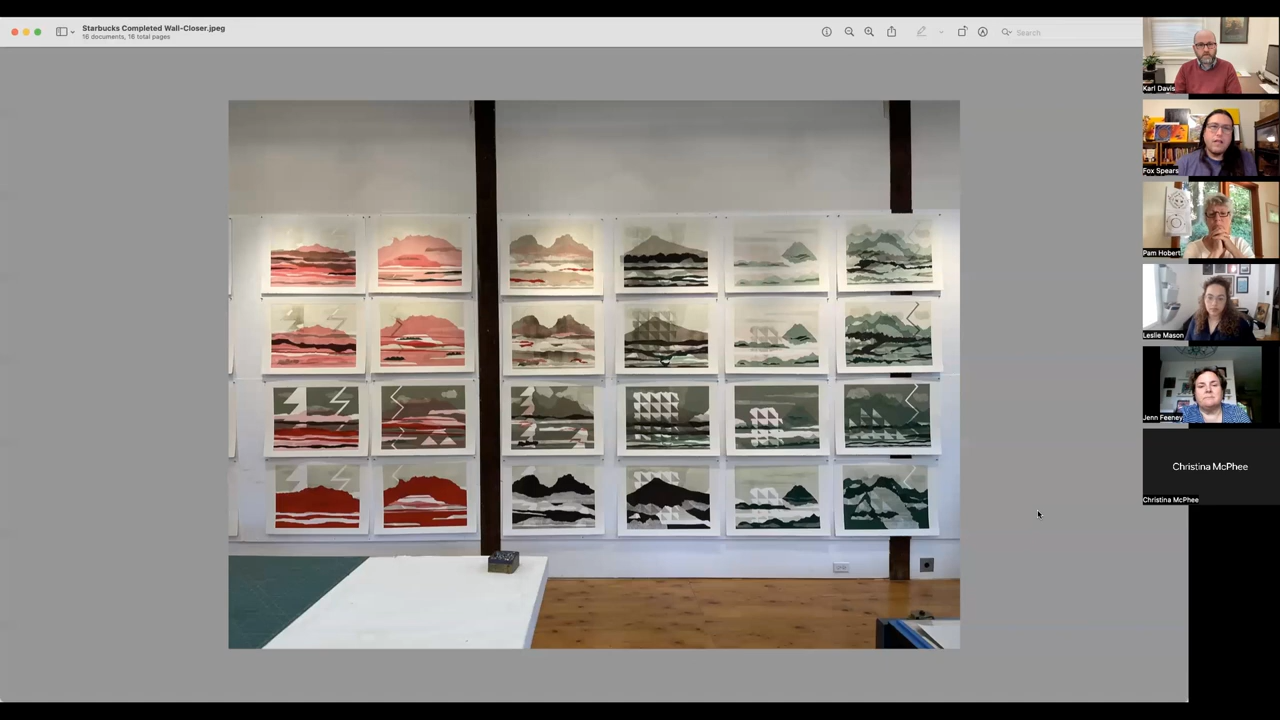 Starbucks Completed Wall-Closer.jpeg
16 documents, 16 total pages
Search
Karl Davis
Fox Spears
Pam Hobert
Leslie Mason
Jenn Feeney
Christina McPhee
Christina McPhee